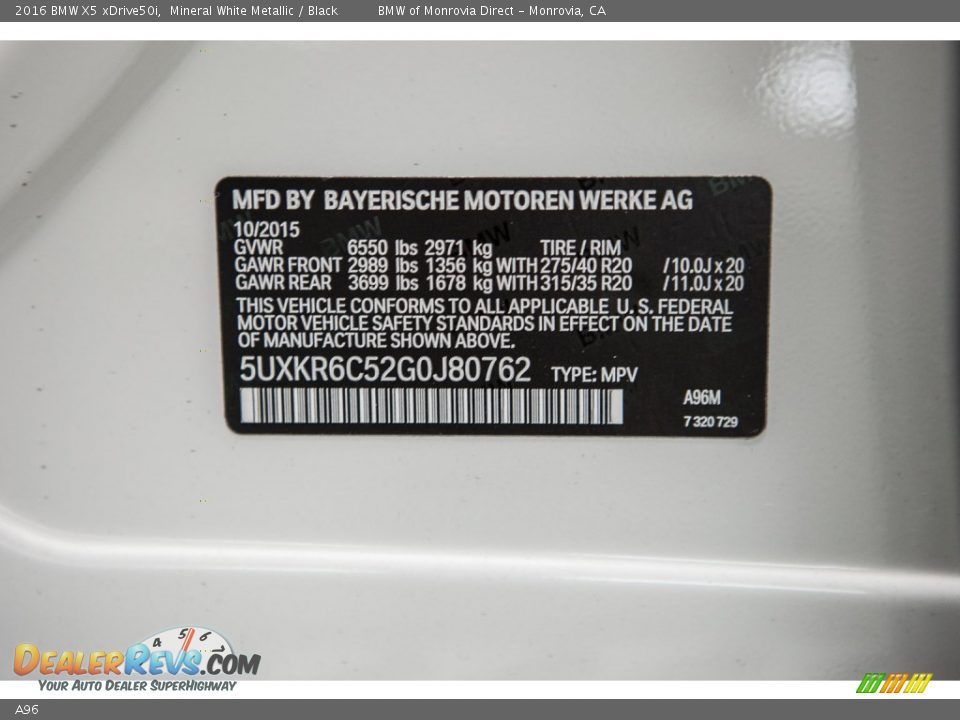 2016 BMW X5 xDrive50i, Mineral White Metallic / Black BMW of Monrovia Direct - Monrovia, CA
MFD BY BAYERISCHE MOTOREN WERKE AG
10/2015
GVWR 6550 lbs 2971 kg TIRE / RIM
GAWR FRONT 2989 lbs 1356 kg WITH 275/40 R20 /10.0J x 20
GAWR REAR 3699 lbs 1678 kg WITH 315/35 R20 /11.0J x 20
THIS VEHICLE CONFORMS TO ALL APPLICABLE U. S. FEDERAL
MOTOR VEHICLE SAFETY STANDARDS IN EFFECT ON THE DATE
OF MANUFACTURE SHOWN ABOVE.
5UXKR6C52G0J80762 TYPE: MPV
A96M
7 320 729
4 5 6 7
DEALERREVS.COM
YOUR AUTO DEALER SUPERHIGHWAY
A96